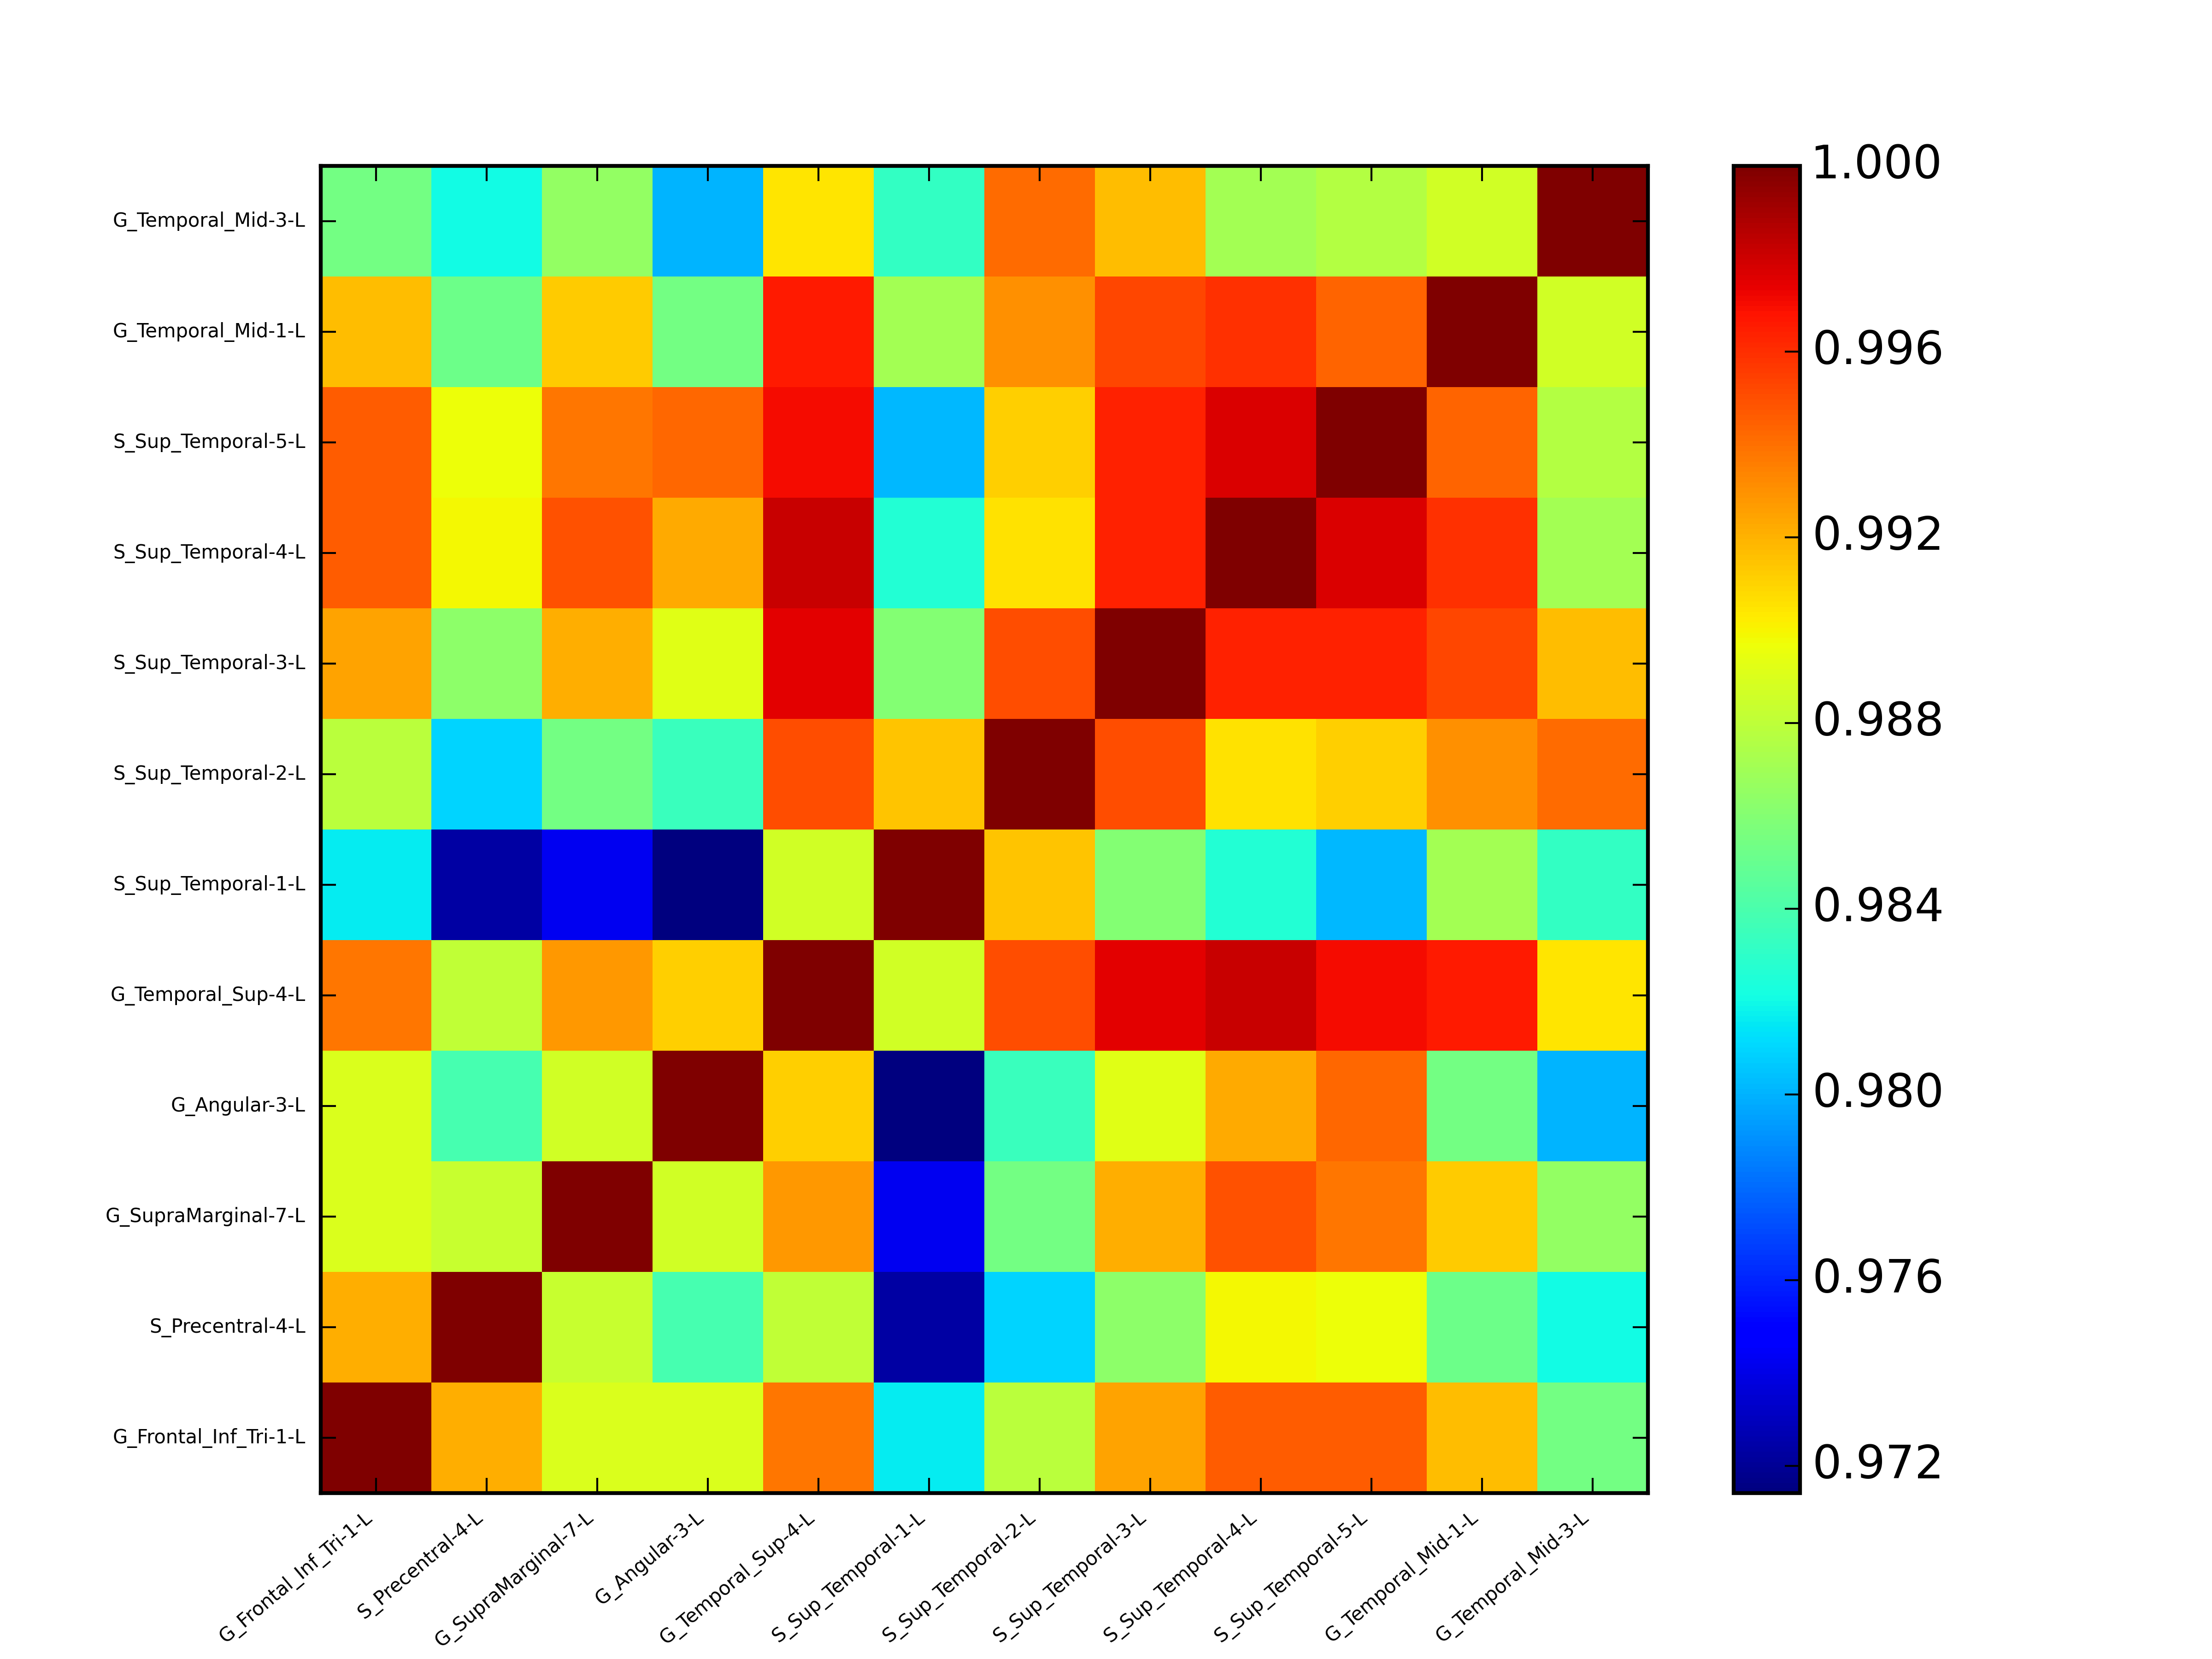 G_Temporal_Mid-3-L
G_Temporal_Mid-1-L
S_Sup_Temporal-5-L
S_Sup_Temporal-4-L
S_Sup_Temporal-3-L
S_Sup_Temporal-2-L
S_Sup_Temporal-1-L
G_Temporal_Sup-4-L
G_Angular-3-L
G_SupraMarginal-7-L
S_Precentral-4-L
G_Frontal_Inf_Tri-1-L
G_Frontal_Inf_Tri-1-L
S_Precentral-4-L
G_SupraMarginal-7-L
G_Angular-3-L
G_Temporal_Sup-4-L
S_Sup_Temporal-1-L
S_Sup_Temporal-2-L
S_Sup_Temporal-3-L
S_Sup_Temporal-4-L
S_Sup_Temporal-5-L
G_Temporal_Mid-1-L
G_Temporal_Mid-3-L
1.000
0.996
0.992
0.988
0.984
0.980
0.976
0.972